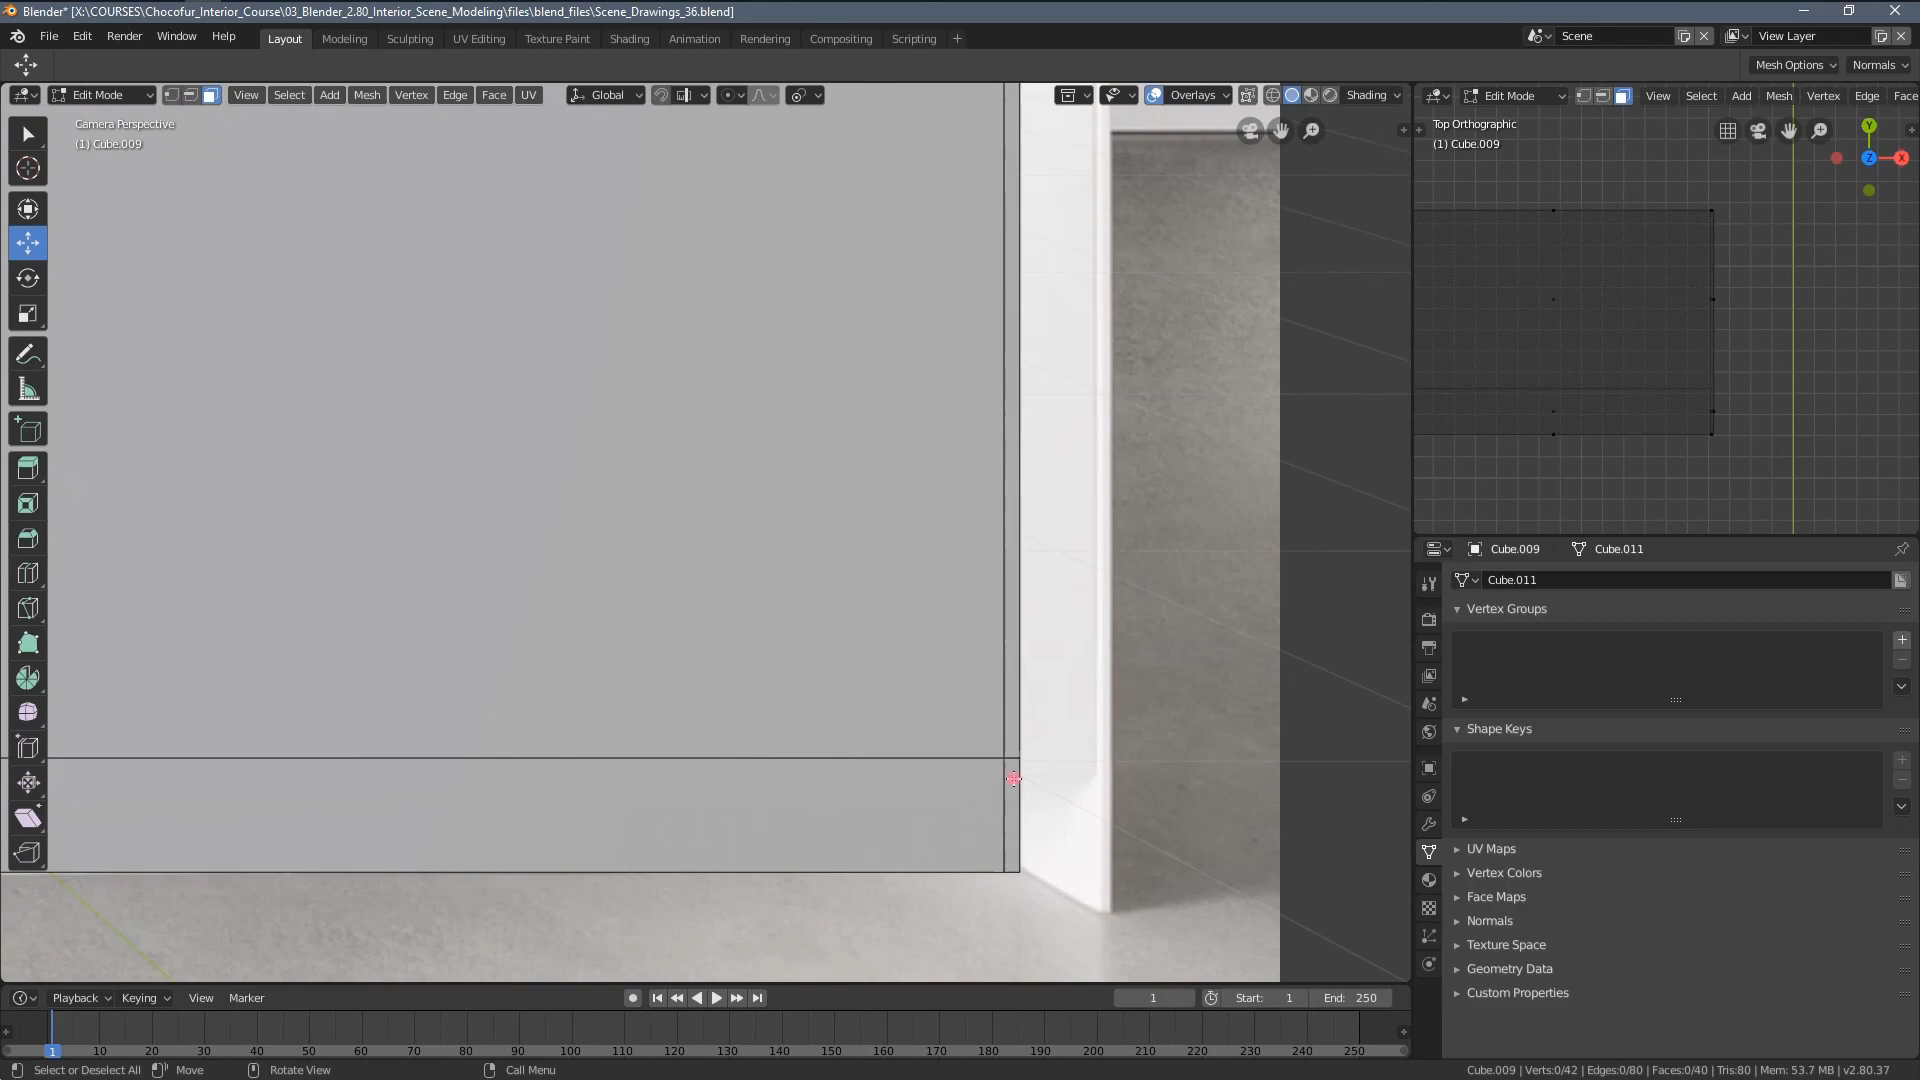 Blender* [X:\COURSES\Chocofur_Interior_Course\03_Blender_2.80_Interior_Scene_Modeling\files\blend_files\Scene_Drawings_36.blend]
File Edit Render Window Help Layout Modeling Sculpting UV Editing Texture Paint Shading Animation Rendering Compositing Scripting + Scene View Layer
Mesh Options Normals
Edit Mode View Select Add Mesh Vertex Edge Face UV Global Overlays Shading Edit Mode View Select Add Mesh Vertex Edge Face
Camera Perspective
(1) Cube.009
Top Orthographic
(1) Cube.009
Y
Z
X
Cube.009 Cube.011
Cube.011
Vertex Groups
Shape Keys
UV Maps
Vertex Colors
Face Maps
Normals
Texture Space
Geometry Data
Custom Properties
Playback Keying View Marker 1 Start: 1 End: 250
1 10 20 30 40 50 60 70 80 90 100 110 120 130 140 150 160 170 180 190 200 210 220 230 240 250
Select or Deselect All Move Rotate View Call Menu Cube.009 | Verts:0/42 | Edges:0/80 | Faces:0/40 | Tris:80 | Mem: 53.7 MB | v2.80.37